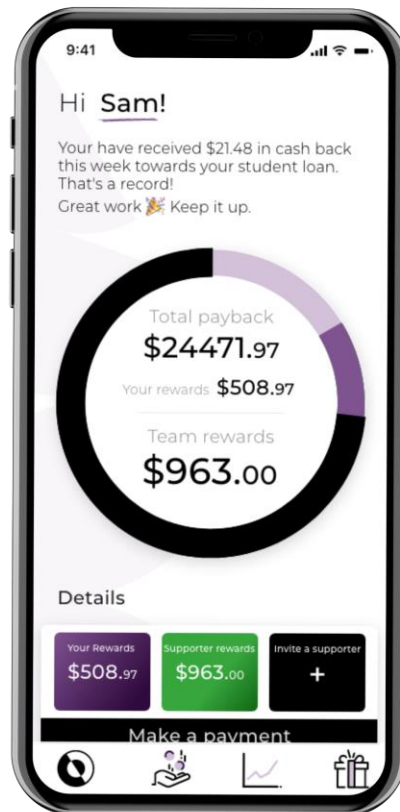 9:41
Hi Sam!
Your have received $21.48 in cash back
this week towards your student loan.
That's a record!
Great work 🎉 Keep it up.
Total payback
$24471.97
Your rewards $508.97
Team rewards
$963.00
Details
Your Rewards
$508.97
Supporter rewards
$963.00
Invite a supporter
+
Make a payment